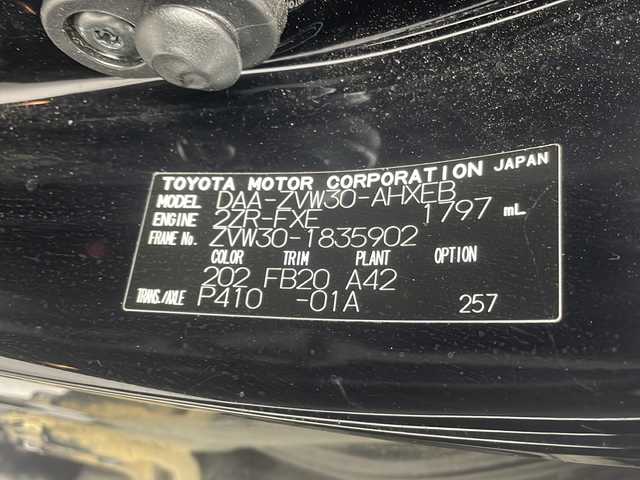 TOYOTA MOTOR CORPORATION JAPAN
MODEL DAA-ZVW30-AHXEB
ENGINE 2ZR-FXE 1797 mL
FRAME No. ZVW30-1835902
COLOR TRIM PLANT OPTION
202 FB20 A42
TRANS./AXLE P410 -01A 257